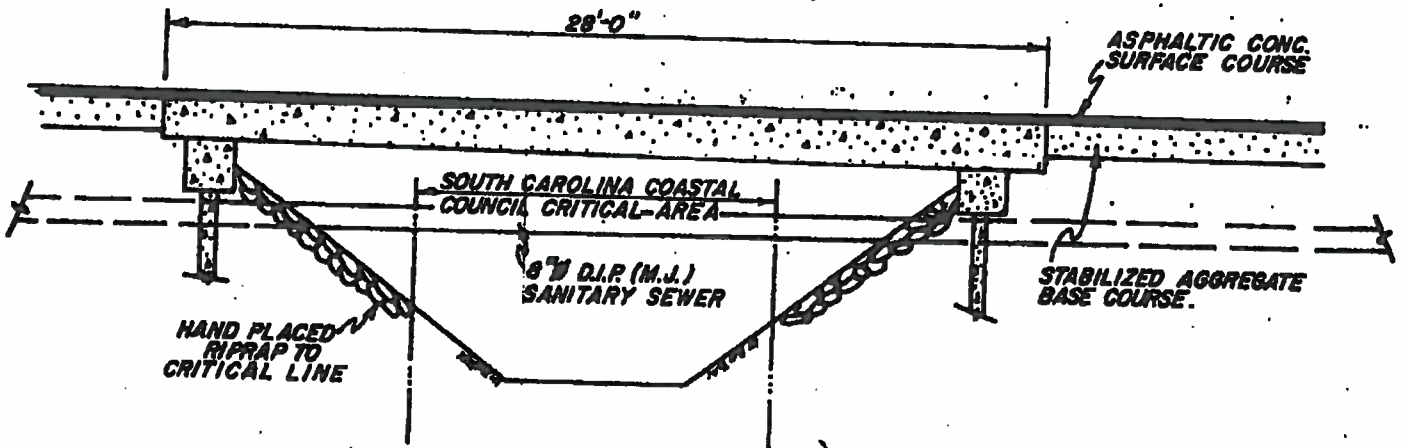 28'-0"
ASPHALTIC CONC.
SURFACE COURSE
SOUTH CAROLINA COASTAL
COUNCIL CRITICAL AREA
D.I.P. (M.J.)
SANITARY SEWER
STABILIZED AGGREGATE
BASE COURSE.
HAND PLACED
RIPRAP TO
CRITICAL LINE